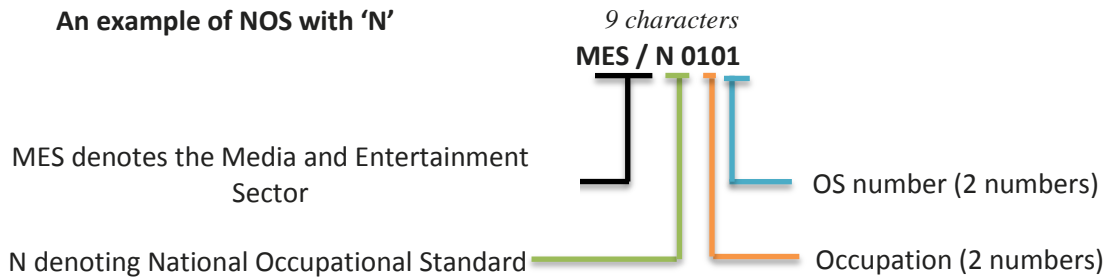 An example of NOS with ‘N’
9 characters
MES / N 0101
MES denotes the Media and Entertainment
Sector
OS number (2 numbers)
N denoting National Occupational Standard
Occupation (2 numbers)